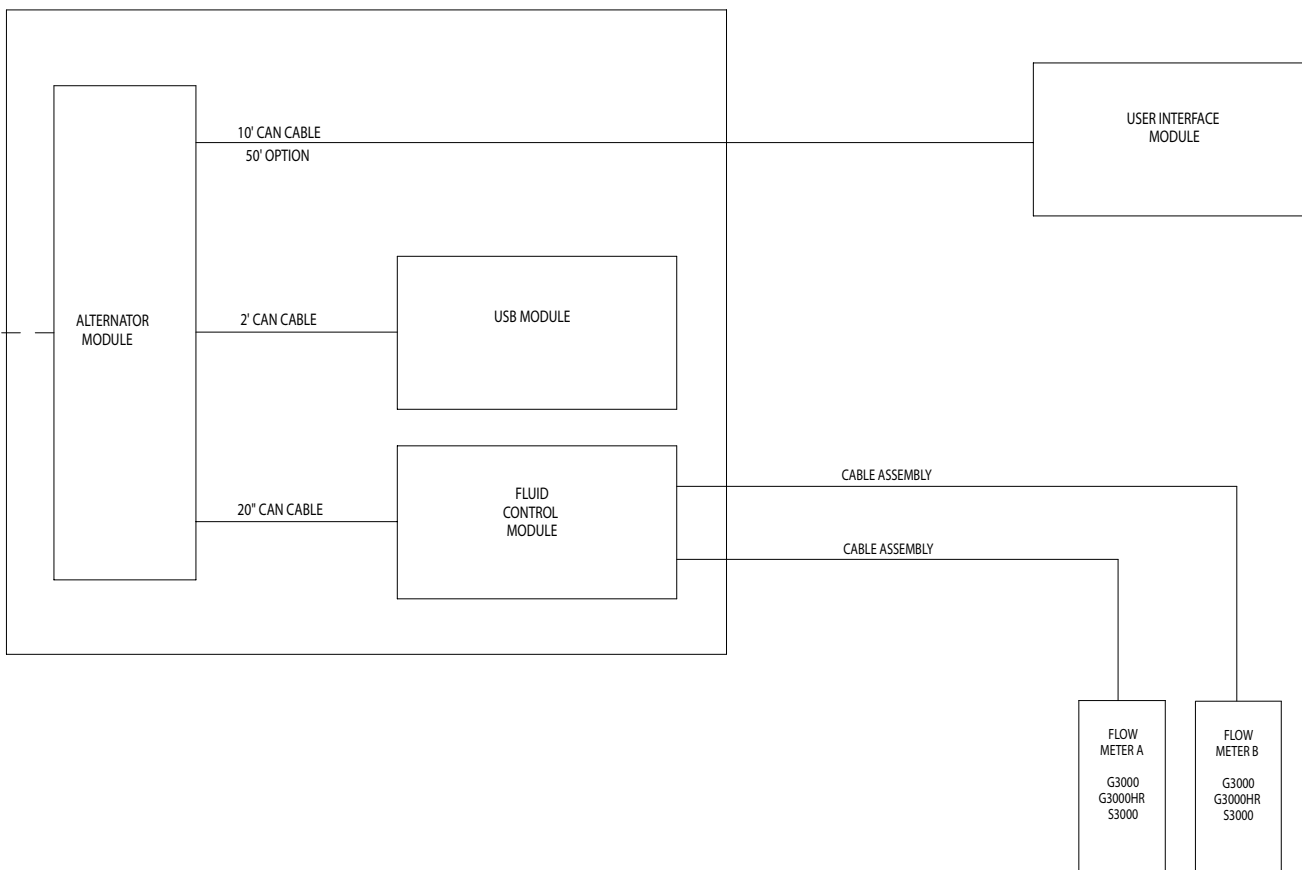 10' CAN CABLE
50' OPTION
USER INTERFACE
MODULE
ALTERNATOR
MODULE
2' CAN CABLE
USB MODULE
20" CAN CABLE
FLUID
CONTROL
MODULE
CABLE ASSEMBLY
CABLE ASSEMBLY
FLOW
METER A
G3000
G3000HR
S3000
FLOW
METER B
G3000
G3000HR
S3000